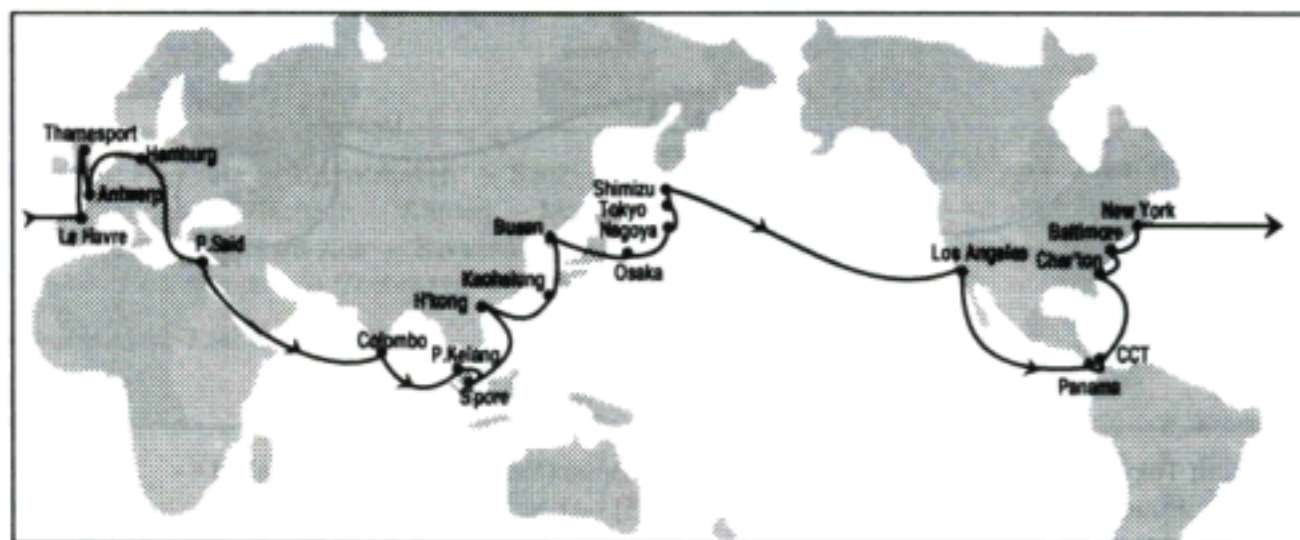 Thamesport
Hamburg
Antwerp
Le Havre
P.Said
Colombo
P.Kelang
S'pore
H'kong
Kaohsiung
Busan
Osaka
Nagoya
Tokyo
Shimizu
Los Angeles
Panama
CCT
Char'ton
Baltimore
New York